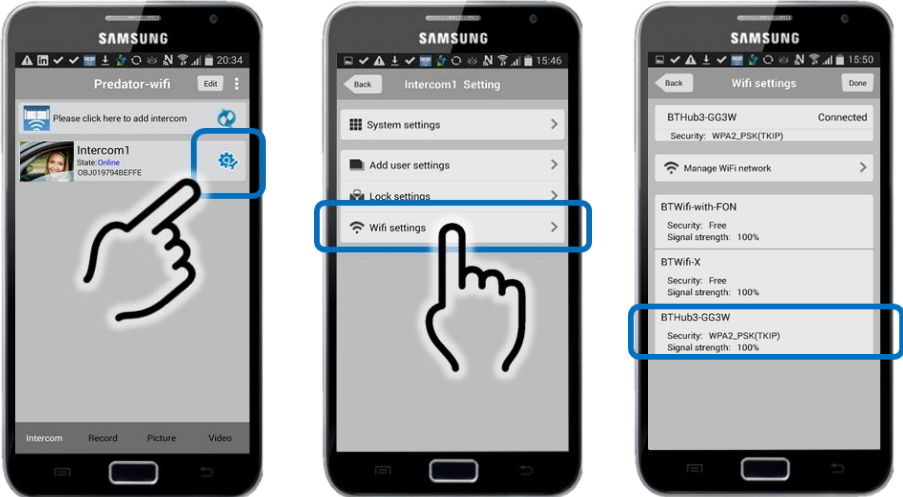 SAMSUNG
20:34
Predator-wifi
Edit
Please click here to add intercom
Intercom1
State:Online
OBJ019794BEFFE
Intercom
Record
Picture
Video
SAMSUNG
15:46
Back
Intercom1 Setting
System settings
Add user settings
Lock settings
Wifi settings
SAMSUNG
15:50
Back
Wifi settings
Done
BTHub3-GG3W
Connected
Security: WPA2_PSK(TKIP)
Manage WiFi network
BTWifi-with-FON
Security: Free
Signal strength: 100%
BTWifi-X
Security: Free
Signal strength: 100%
BTHub3-GG3W
Security: WPA2_PSK(TKIP)
Signal strength: 100%